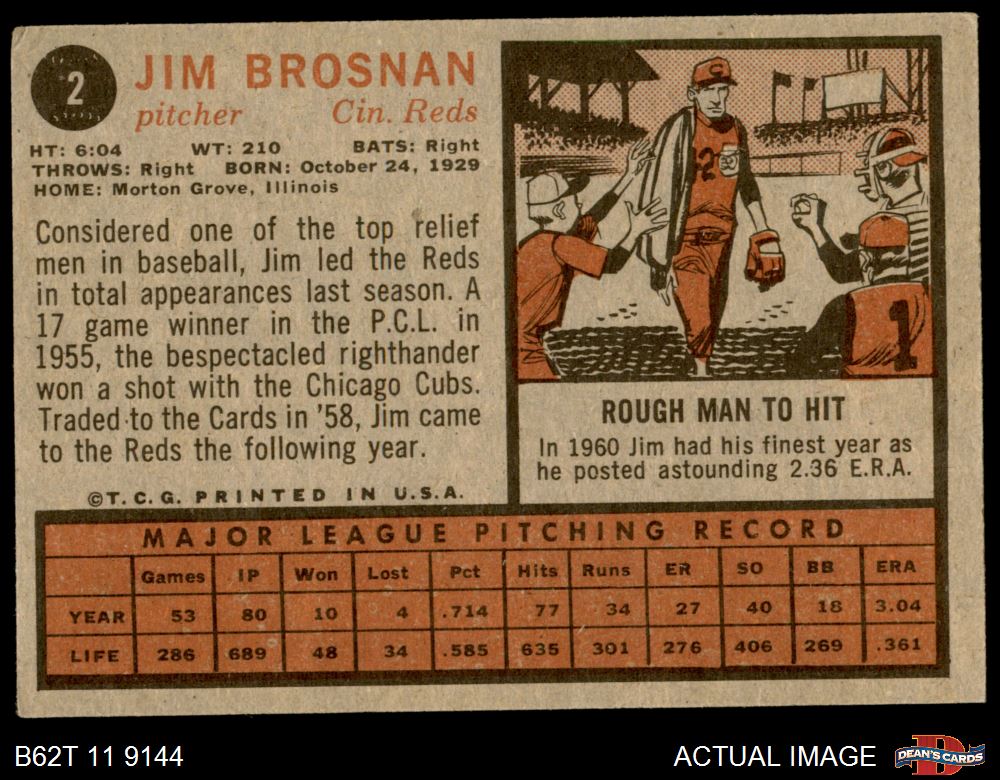 2
JIM BROSNAN
pitcher Cin. Reds
HT: 6:04 WT: 210 BATS: Right
THROWS: Right BORN: October 24, 1929
HOME: Morton Grove, Illinois
Considered one of the top relief
men in baseball, Jim led the Reds
in total appearances last season. A
17 game winner in the P.C.L. in
1955, the bespectacled righthander
won a shot with the Chicago Cubs.
Traded to the Cards in '58, Jim came
to the Reds the following year.
©T.C.G. PRINTED IN U.S.A.
C
2
1
ROUGH MAN TO HIT
In 1960 Jim had his finest year as
he posted astounding 2.36 E.R.A.
MAJOR LEAGUE PITCHING RECORD
Games IP Won Lost Pct Hits Runs ER SO BB ERA
YEAR 53 80 10 4 .714 77 34 27 40 18 3.04
LIFE 286 689 48 34 .585 635 301 276 406 269 .361
B62T 11 9144 ACTUAL IMAGE
DEAN'S CARDS